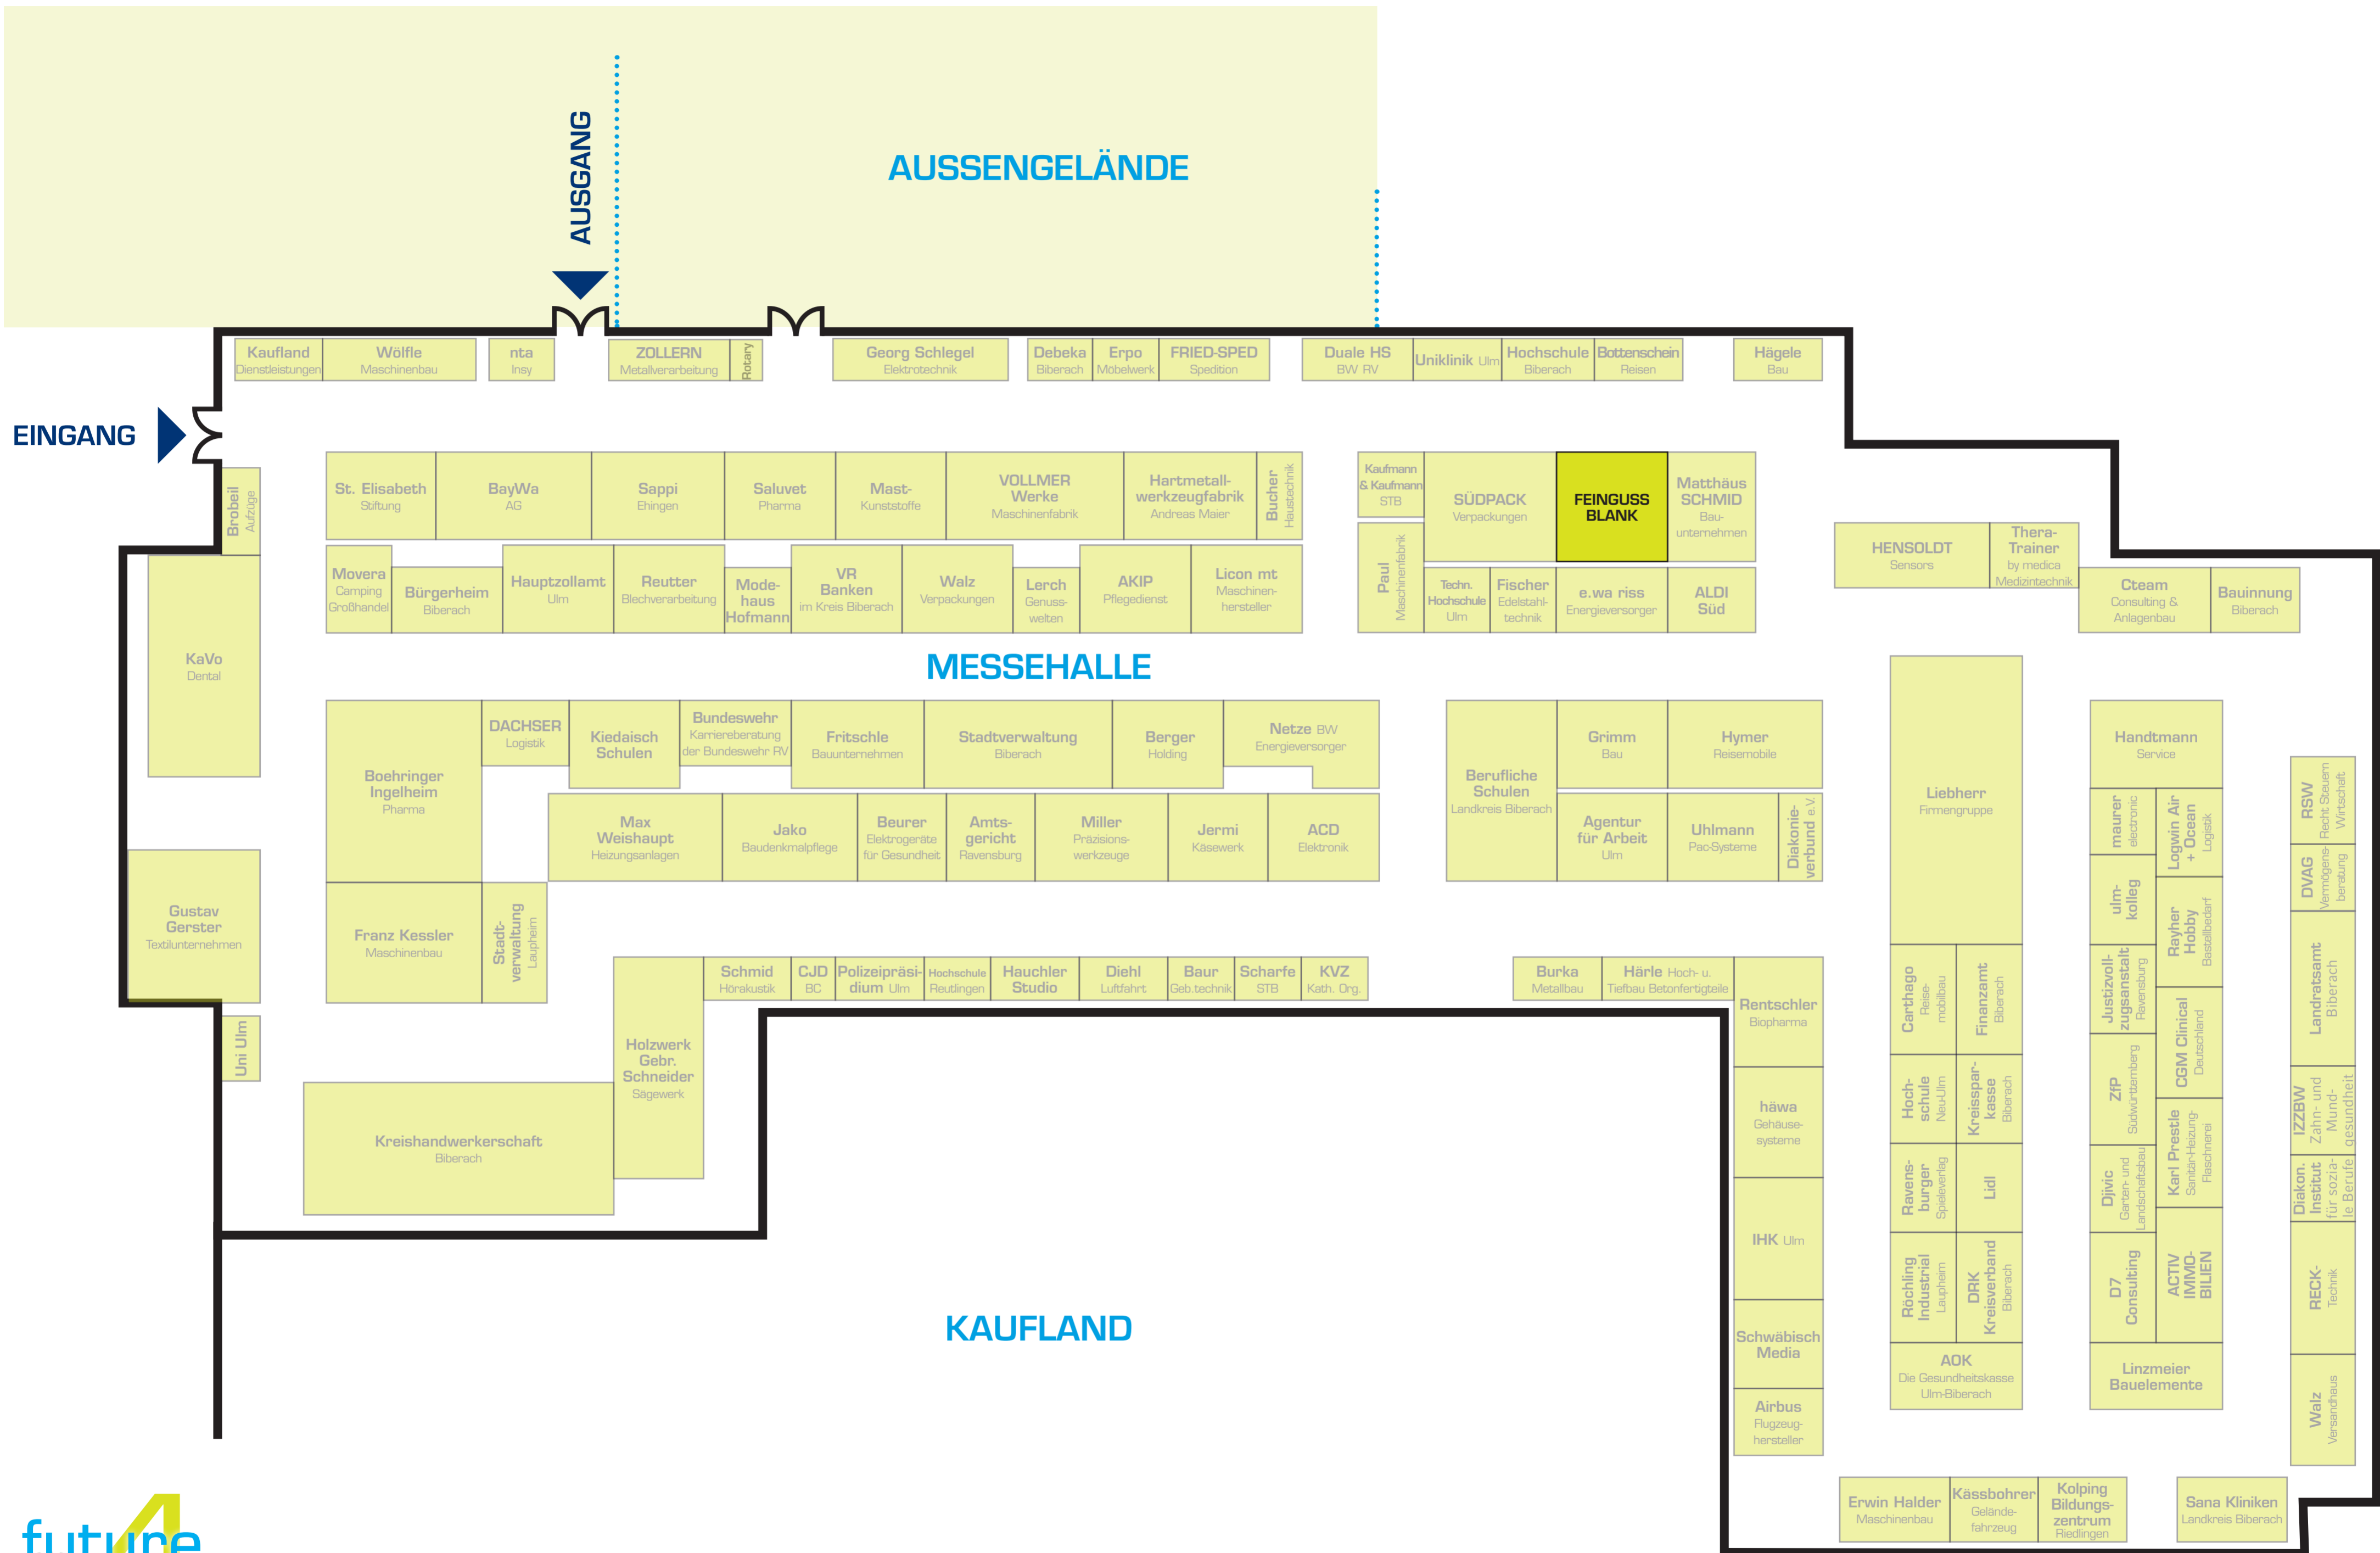 AUSGANG
AUSSENGELÄNDE
EINGANG
Kaufland
Dienstleistungen
Wölfle
Maschinenbau
nta
Insy
ZOLLERN
Metallverarbeitung
Rotary
Georg Schlegel
Elektrotechnik
Debeka
Biberach
Erpo
Möbelwerk
FRIED-SPED
Spedition
Duale HS
BW RV
Uniklinik Ulm
Hochschule
Biberach
Bottenschein
Reisen
Hägele
Bau
Brobeil
Aufzüge
St. Elisabeth
Stiftung
BayWa
AG
Sappi
Ehingen
Saluvet
Pharma
Mast-
Kunststoffe
VOLLMER
Werke
Maschinenfabrik
Hartmetall-
werkzeugfabrik
Andreas Maier
Bucher
Haustechnik
Kaufmann
& Kaufmann
STB
SÜDPACK
Verpackungen
FEINGUSS
BLANK
Matthäus
SCHMID
Bau-
unternehmen
Movera
Camping
Großhandel
Bürgerheim
Biberach
Hauptzollamt
Ulm
Reutter
Blechverarbeitung
Mode-
haus
Hofmann
VR
Banken
im Kreis Biberach
Walz
Verpackungen
Lerch
Genuss-
welten
AKIP
Pflegedienst
Licon mt
Maschinen-
hersteller
Paul
Maschinenfabrik
Techn.
Hochschule
Ulm
Fischer
Edelstahl-
technik
e.wa riss
Energieversorger
ALDI
Süd
HENSOLDT
Sensors
Thera-
Trainer
by medica
Medizintechnik
Cteam
Consulting &
Anlagenbau
Bauinnung
Biberach
KaVo
Dental
MESSEHALLE
Boehringer
Ingelheim
Pharma
DACHSER
Logistik
Kiedaisch
Schulen
Bundeswehr
Karriereberatung
der Bundeswehr RV
Fritschle
Bauunternehmen
Stadtverwaltung
Biberach
Berger
Holding
Netze BW
Energieversorger
Berufliche
Schulen
Landkreis Biberach
Grimm
Bau
Hymer
Reisemobile
Max
Weishaupt
Heizungsanlagen
Jako
Baudenkmalpflege
Beurer
Elektrogeräte
für Gesundheit
Amts-
gericht
Ravensburg
Miller
Präzisions-
werkzeuge
Jermi
Käsewerk
ACD
Elektronik
Agentur
für Arbeit
Ulm
Uhlmann
Pac-Systeme
Diakonie-
verbund e.V.
Gustav
Gerster
Textilunternehmen
Franz Kessler
Maschinenbau
Stadt-
verwaltung
Laupheim
Uni Ulm
Holzwerk
Gebr.
Schneider
Sägewerk
Schmid
Hörakustik
CJD
BC
Polizeipräsi-
dium Ulm
Hochschule
Reutlingen
Hauchler
Studio
Diehl
Luftfahrt
Baur
Geb.technik
Scharfe
STB
KVZ
Kath. Org.
Burka
Metallbau
Härle Hoch- u.
Tiefbau Betonfertigteile
Rentschler
Biopharma
Kreishandwerkerschaft
Biberach
häwa
Gehäuse-
systeme
IHK Ulm
Schwäbisch
Media
Airbus
Flugzeug-
hersteller
KAUFLAND
Liebherr
Firmengruppe
Carthago
Reise-
mobilbau
Finanzamt
Biberach
Hoch-
schule
Neu-Ulm
Kreisspar-
kasse
Biberach
Ravens-
burger
Spieleverlag
Lidl
Röchling
Industrial
Laupheim
DRK
Kreisverband
Biberach
AOK
Die Gesundheitskasse
Ulm-Biberach
Handtmann
Service
maurer
electronic
Logwin Air
+ Ocean
Logistik
ulm-
kolleg
Rayher
Hobby
Bastelbedarf
Justizvoll-
zugsanstalt
Ravensburg
CGM Clinical
Deutschland
ZfP
Südwürttemberg
Karl Prestle
Sanitär-Heizung-
Flaschnerei
Djivic
Garten- und
Landschaftsbau
D7
Consulting
ACTIV
IMMO-
BILIEN
Linzmeier
Bauelemente
RSW
Recht Steuern
Wirtschaft
DVAG
Vermögens-
beratung
Landratsamt
Biberach
IZZBW
Zahn- und
Mund-
gesundheit
Diakon.
Institut
für sozia-
le Berufe
RECK-
Technik
Walz
Versandhaus
Erwin Halder
Maschinenbau
Kässbohrer
Gelände-
fahrzeug
Kolping
Bildungs-
zentrum
Riedlingen
Sana Kliniken
Landkreis Biberach
future
4